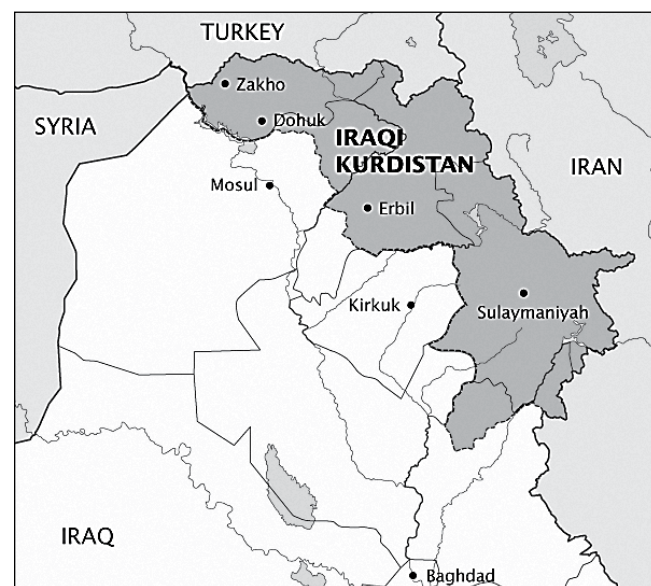 TURKEY
Zakho
Dohuk
SYRIA
IRAQI
KURDISTAN
IRAN
Mosul
Erbil
Kirkuk
Sulaymaniyah
IRAQ
Baghdad